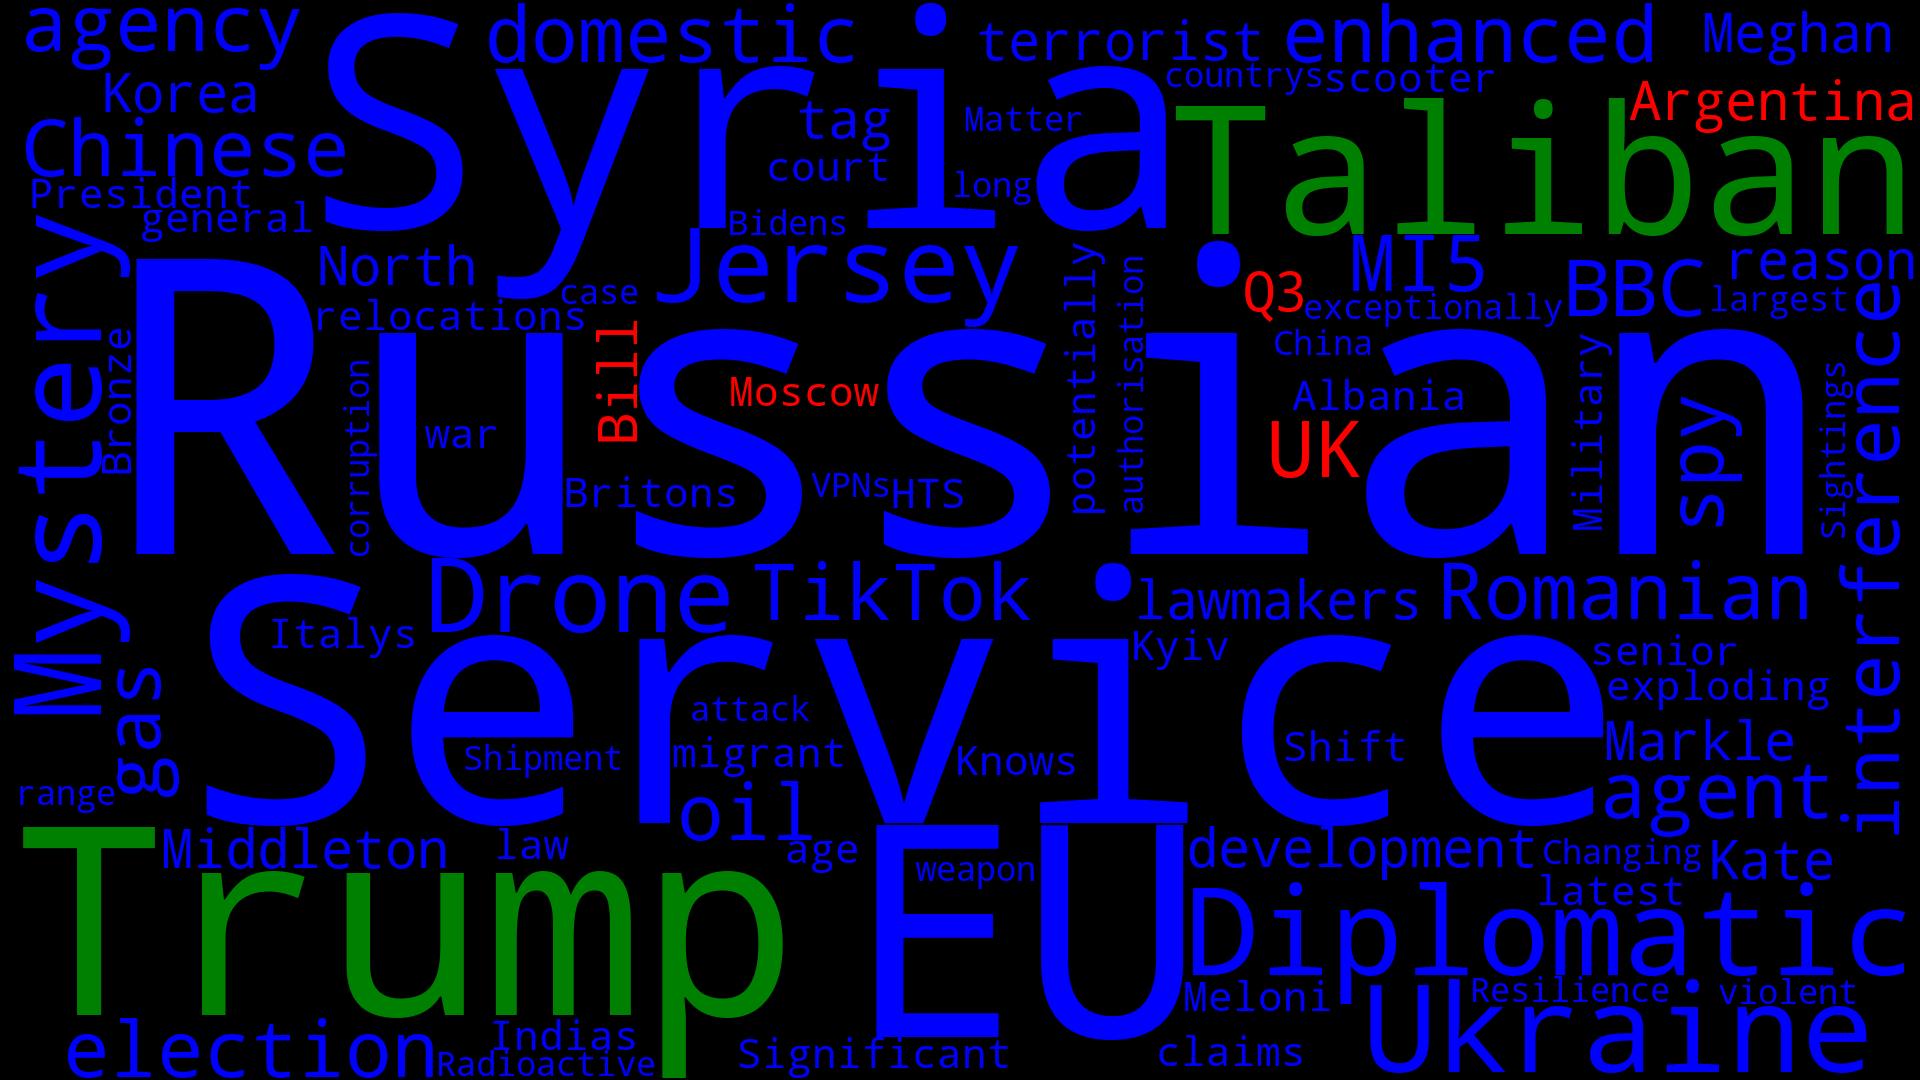 agency
domestic
terrorist
enhanced
Meghan
Syria
Korea
countrys
scooter
Argentina
Chinese
tag
Matter
Taliban
President
court
long
general
Bidens
Mystery
North
Jersey
MI5
reason
case
Q3
exceptionally
BBC
largest
relocations
Russian
Bronze
Bill
Moscow
potentially
authorisation
China
Albania
Military
spy
Sightings
interference
corruption
war
UK
Britons
VPNs
HTS
Drone
TikTok
lawmakers
Romanian
Service
Italys
Kyiv
senior
gas
exploding
attack
Shipment
migrant
Knows
Shift
Markle
range
oil
agent
Trump
Middleton
law
age
EU
weapon
development
Changing
Kate
latest
Diplomatic
Meloni
Resilience
violent
Ukraine
election
Indias
Radioactive
Significant
claims